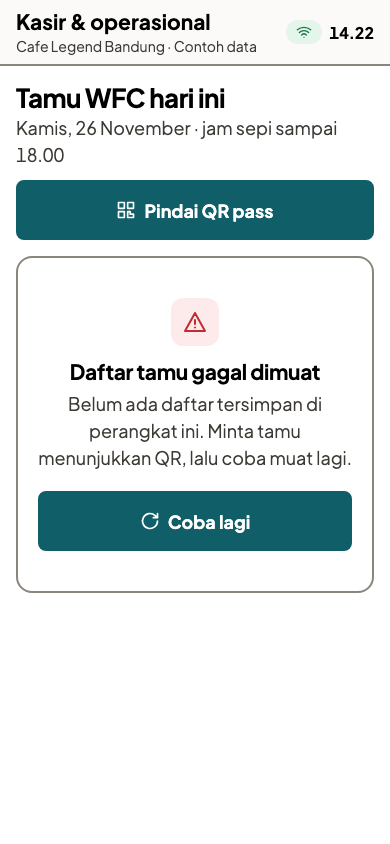 Kasir & operasional
Cafe Legend Bandung · Contoh data
14.22
Tamu WFC hari ini
Kamis, 26 November · jam sepi sampai
18.00
Pindai QR pass
Daftar tamu gagal dimuat
Belum ada daftar tersimpan di
perangkat ini. Minta tamu
menunjukkan QR, lalu coba muat lagi.
Coba lagi